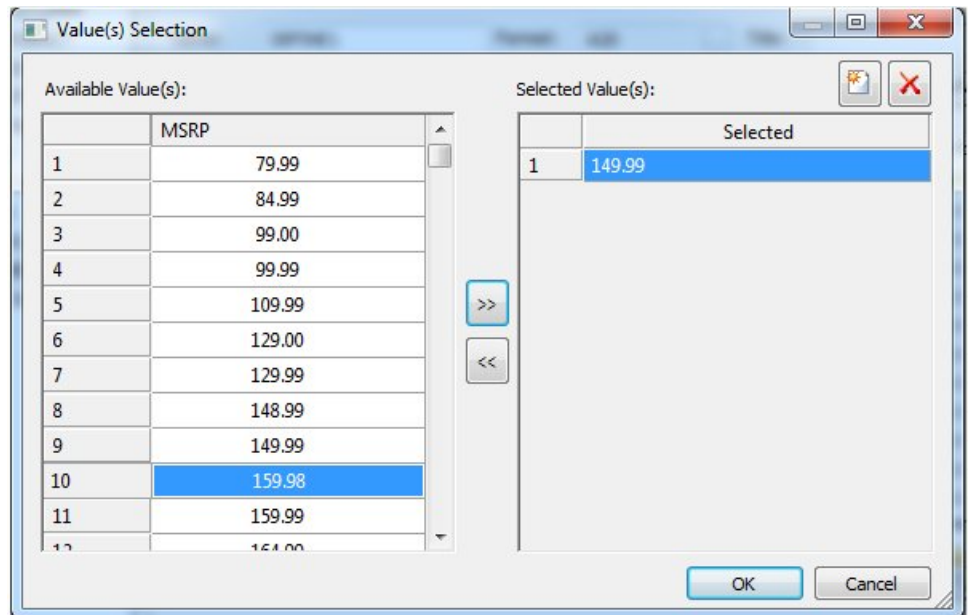 Value(s) Selection
Available Value(s):
Selected Value(s):
MSRP
1 79.99
2 84.99
3 99.00
4 99.99
5 109.99
6 129.00
7 129.99
8 148.99
9 149.99
10 159.98
11 159.99
Selected
1 149.99
>>
<<
OK
Cancel